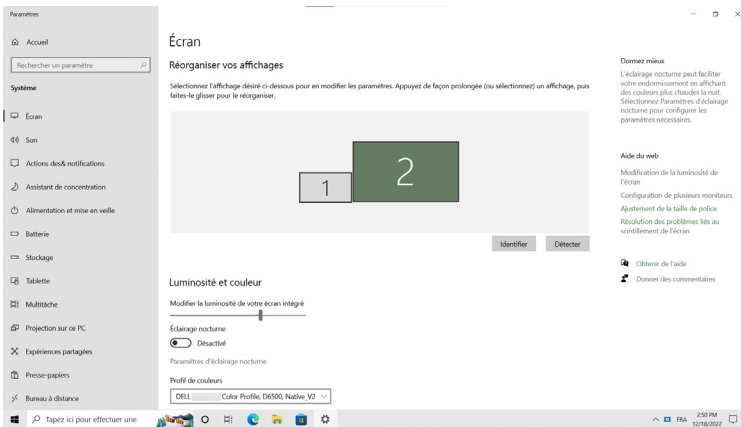 Paramètres
Accueil
Rechercher un paramètre
Système
Écran
Son
Actions des& notifications
Assistant de concentration
Alimentation et mise en veille
Batterie
Stockage
Tablette
Multitâche
Projection sur ce PC
Expériences partagées
Presse-papiers
Bureau à distance
Écran
Réorganiser vos affichages
Sélectionnez l'affichage désiré ci-dessous pour en modifier les paramètres. Appuyez de façon prolongée (ou sélectionnez) un affichage, puis
faites-le glisser pour le réorganiser.
1
2
Identifier
Détecter
Luminosité et couleur
Modifier la luminosité de votre écran intégré
Éclairage nocturne
Désactivé
Paramètres d'éclairage nocturne
Profil de couleurs
DELL Color Profile, D6500, Native_V2
Dormez mieux
L'éclairage nocturne peut faciliter
votre endormissement en affichant
des couleurs plus chaudes la nuit.
Sélectionnez Paramètres d'éclairage
nocturne pour configurer les
paramètres nécessaires.
Aide du web
Modification de la luminosité de
l'écran
Configuration de plusieurs moniteurs
Ajustement de la taille de police
Résolution des problèmes liés au
scintillement de l'écran
Obtenir de l'aide
Donner des commentaires
Tapez ici pour effectuer une
FRA
2:50 PM
12/18/2022